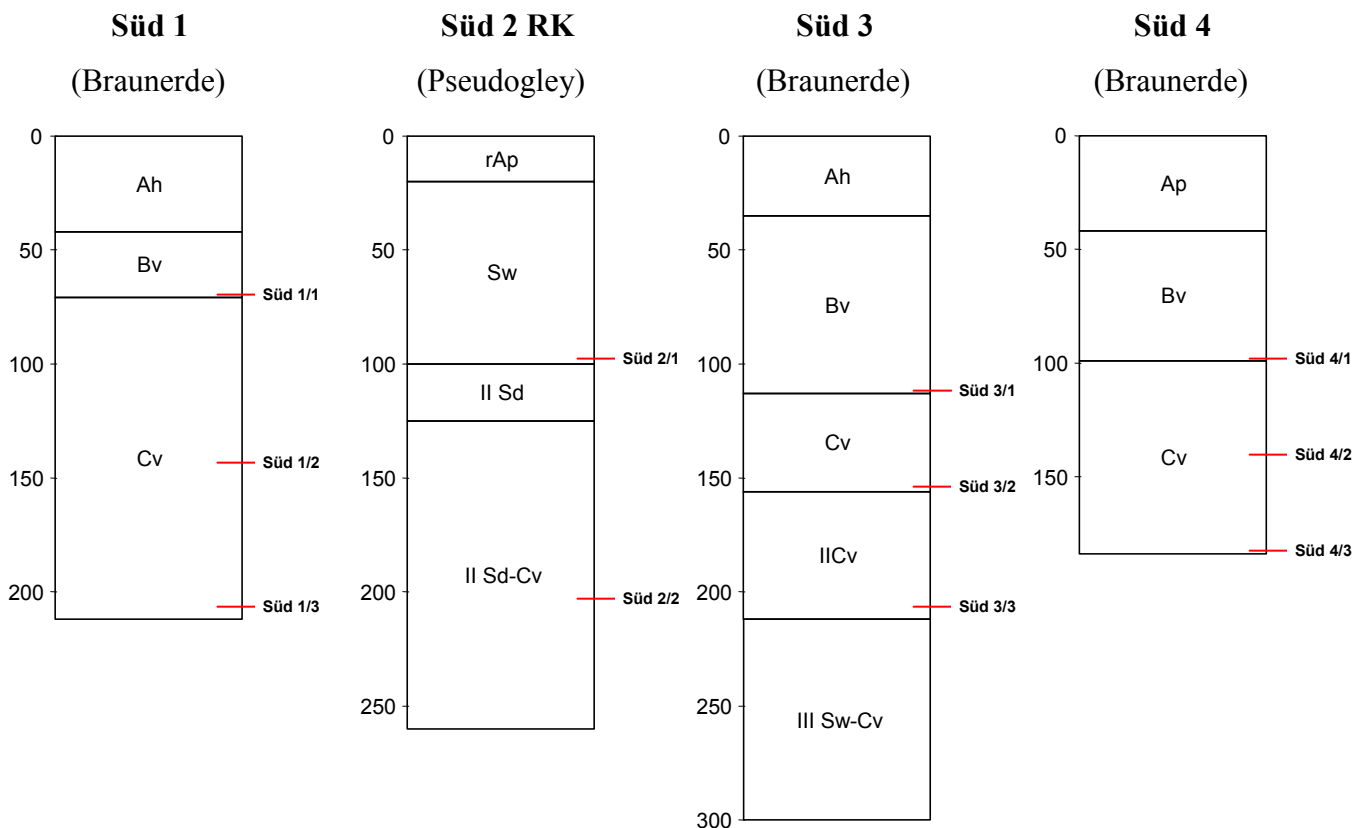 Süd 1
(Braunerde)
0
Ah
50
Bv
Süd 1/1
100
Cv
Süd 1/2
150
200
Süd 1/3
Süd 2 RK
(Pseudogley)
0
rAp
50
Sw
Süd 2/1
100
II Sd
150
II Sd-Cv
200
Süd 2/2
250
Süd 3
(Braunerde)
0
Ah
50
Bv
100
Süd 3/1
Cv
150
Süd 3/2
IICv
200
Süd 3/3
250
III Sw-Cv
300
Süd 4
(Braunerde)
0
Ap
50
Bv
100
Süd 4/1
Cv
Süd 4/2
150
Süd 4/3